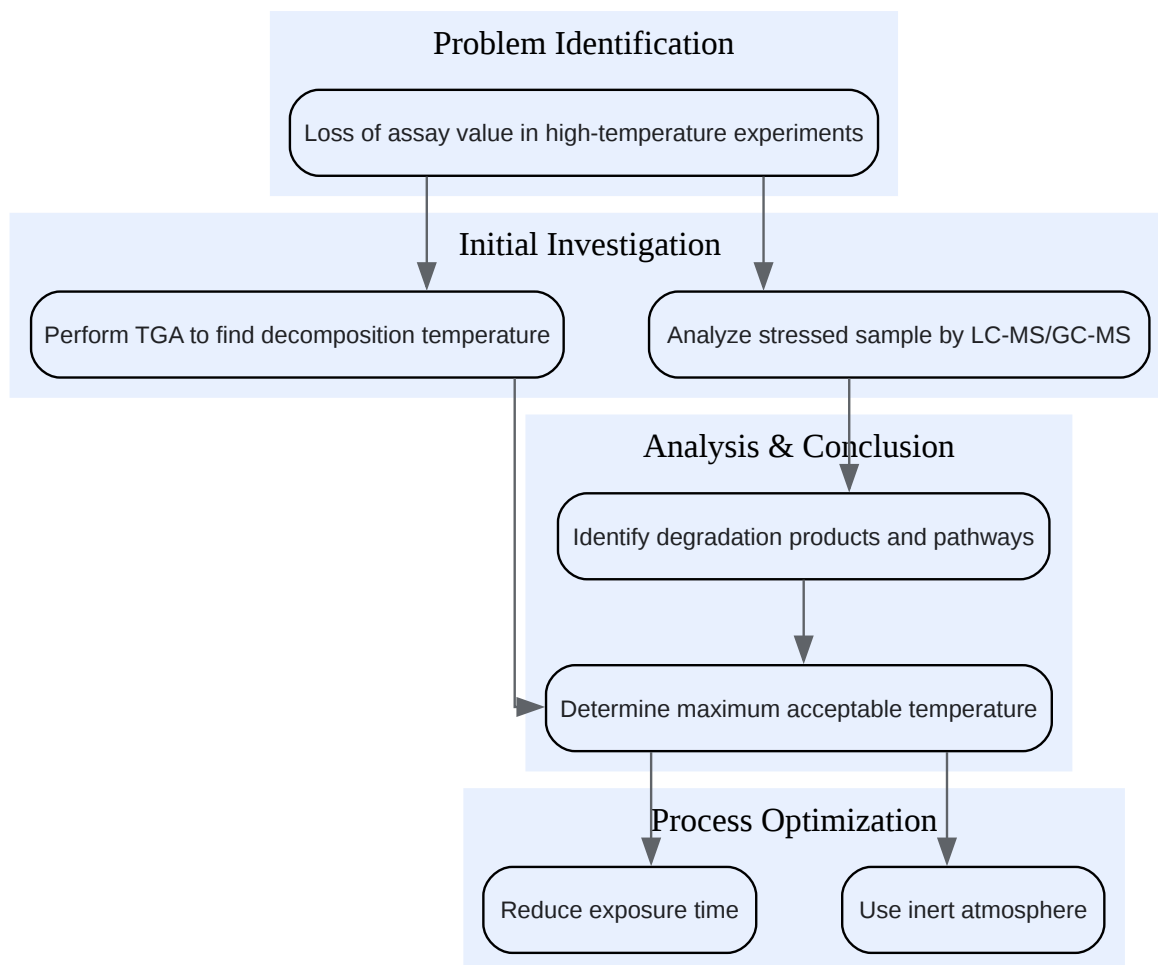 Problem Identification
Loss of assay value in high-temperature experiments
Initial Investigation
Perform TGA to find decomposition temperature
Analyze stressed sample by LC-MS/GC-MS
Analysis & Conclusion
Identify degradation products and pathways
Determine maximum acceptable temperature
Process Optimization
Reduce exposure time
Use inert atmosphere